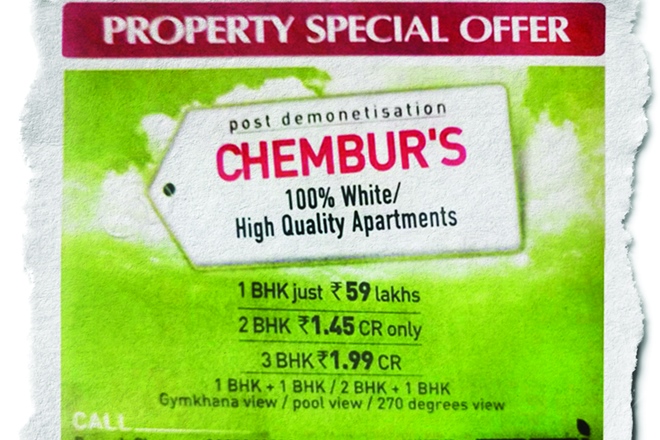 PROPERTY SPECIAL OFFER
post demonetisation
CHEMBUR'S
100% White/
High Quality Apartments
1 BHK just ₹59 lakhs
2 BHK ₹1.45 CR only
3 BHK ₹1.99 CR
1 BHK + 1 BHK / 2 BHK + 1 BHK
Gymkhana view / pool view / 270 degrees view
CALL